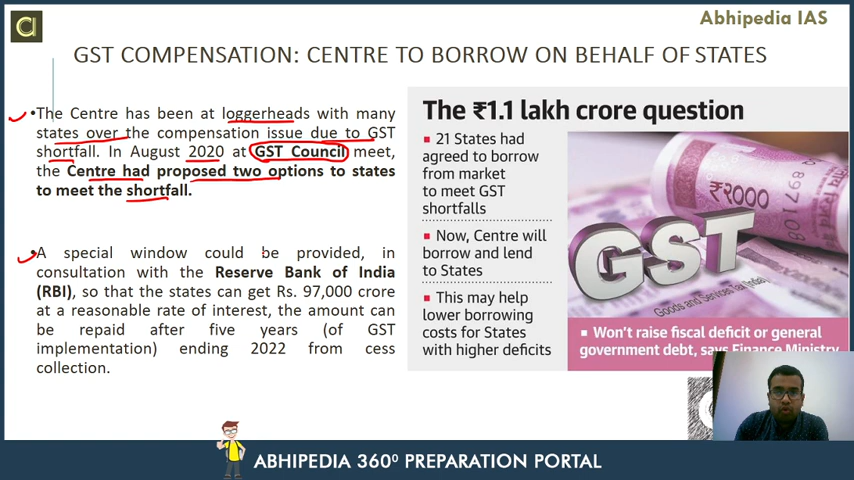 Abhipedia IAS
a
GST COMPENSATION: CENTRE TO BORROW ON BEHALF OF STATES
•The Centre has been at loggerheads with many
states over the compensation issue due to GST
shortfall. In August 2020 at GST Council meet,
the Centre had proposed two options to states
to meet the shortfall.
•A special window could be provided, in
consultation with the Reserve Bank of India
(RBI), so that the states can get Rs. 97,000 crore
at a reasonable rate of interest, the amount can
be repaid after five years (of GST
implementation) ending 2022 from cess
collection.
The ₹1.1 lakh crore question
21 States had
agreed to borrow
from market
to meet GST
shortfalls
Now, Centre will
borrow and lend
to States
This may help
lower borrowing
costs for States
with higher deficits
₹2000
897108
GST
Goods and Services Tax
Won't raise fiscal deficit or general
government debt, says Finance Ministry
ABHIPEDIA 360⁰ PREPARATION PORTAL